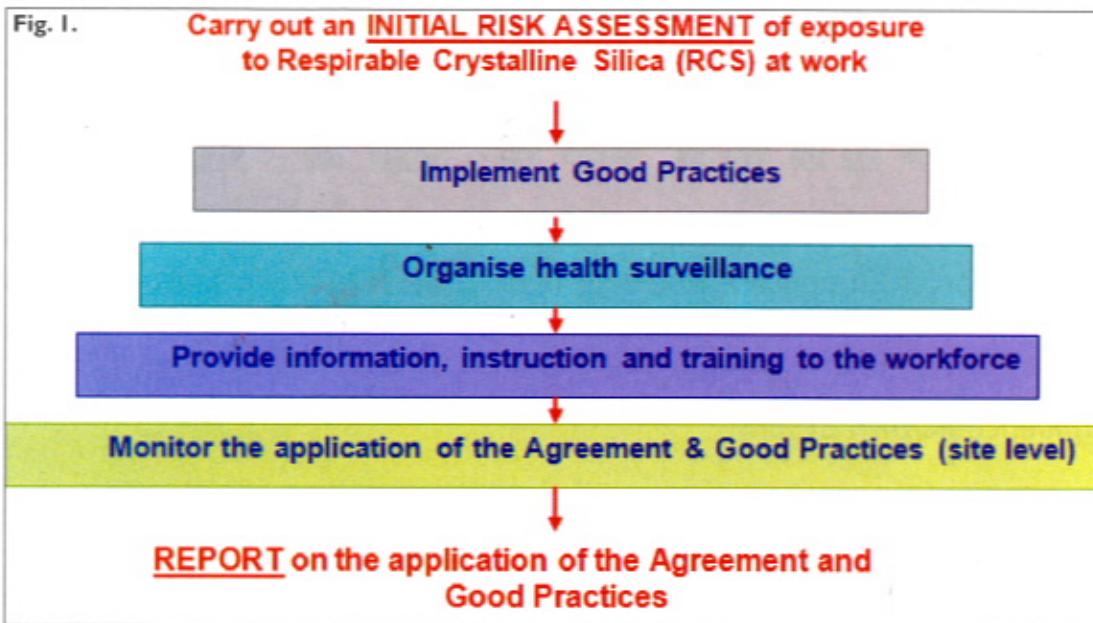 Fig. 1.
Carry out an INITIAL RISK ASSESSMENT of exposure
to Respirable Crystalline Silica (RCS) at work
Implement Good Practices
Organise health surveillance
Provide information, instruction and training to the workforce
Monitor the application of the Agreement & Good Practices (site level)
REPORT on the application of the Agreement and
Good Practices